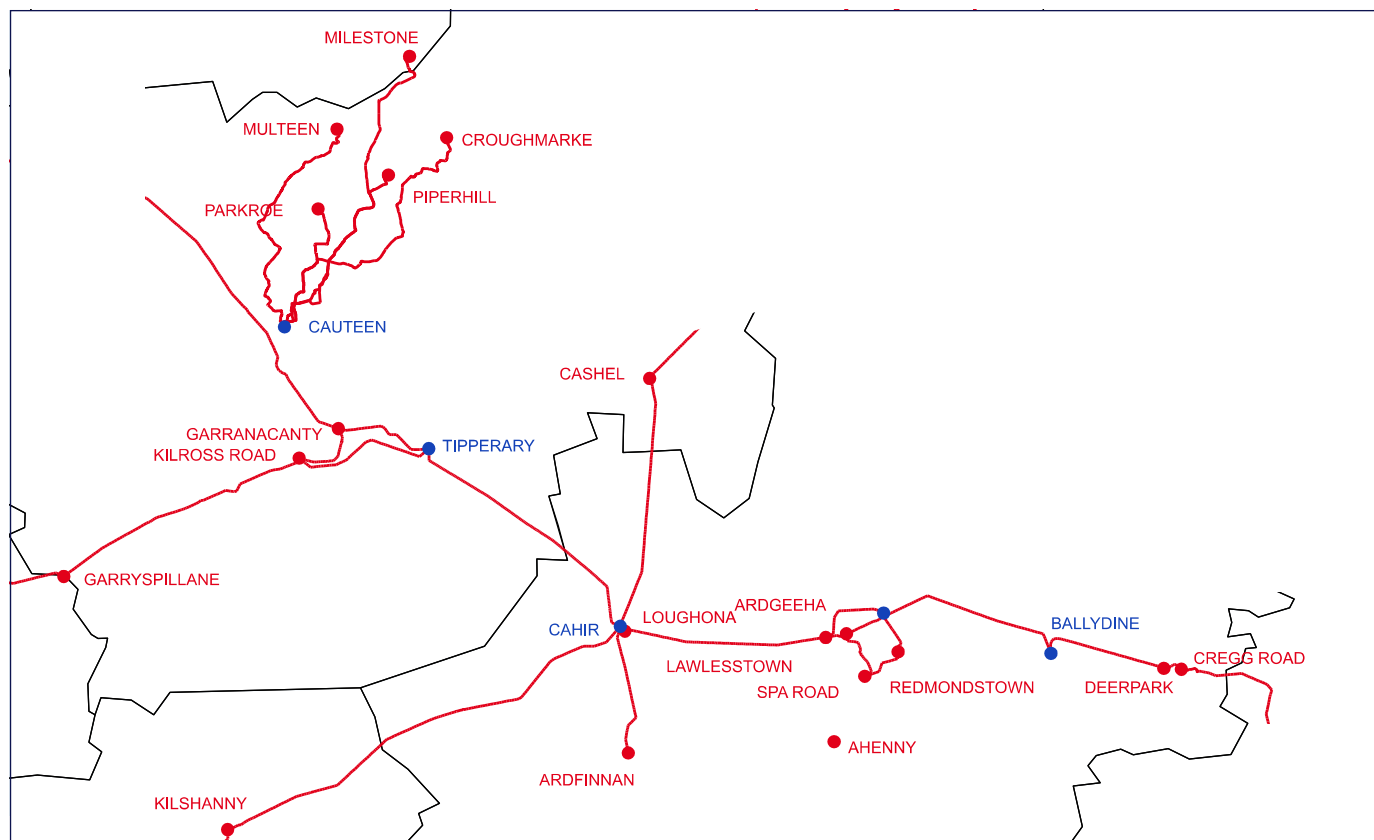 MILESTONE
MULTEEN
CROUGHMARKE
PIPERHILL
PARKROE
CAUTEEN
CASHEL
GARRANACANTY
TIPPERARY
KILROSS ROAD
GARRYSPILLANE
ARDGEEHA
LOUGHONA
CAHIR
BALLYDINE
CREGG ROAD
LAWLESSTOWN
SPA ROAD
REDMONDSTOWN
DEERPARK
AHENNY
ARDFINNAN
KILSHANNY